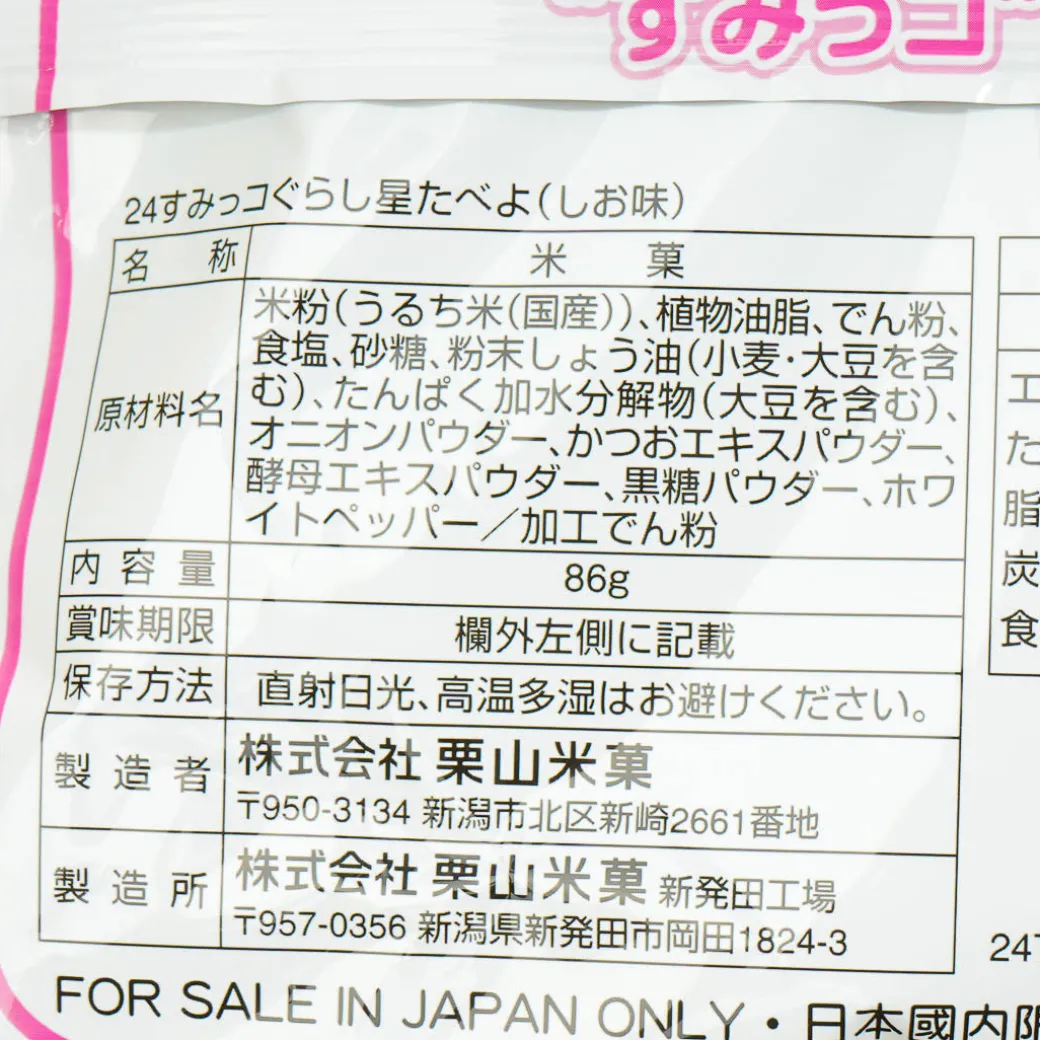 すみっコ
24すみっコぐらし星たべよ(しお味)
名称 米菓
原材料名
米粉(うるち米(国産))、植物油脂、でん粉、
食塩、砂糖、粉末しょう油(小麦・大豆を含
む)、たんぱく加水分解物(大豆を含む)、
オニオンパウダー、かつおエキスパウダー、
酵母エキスパウダー、黒糖パウダー、ホワ
イトペッパー/加工でん粉
内容量 86g
賞味期限 欄外左側に記載
保存方法 直射日光、高温多湿はお避けください。
製造者 株式会社 栗山米菓
〒950-3134 新潟市北区新崎2661番地
製造所 株式会社 栗山米菓 新発田工場
〒957-0356 新潟県新発田市岡田1824-3
FOR SALE IN JAPAN ONLY・日本國内
エ
た
脂
炭
食
24